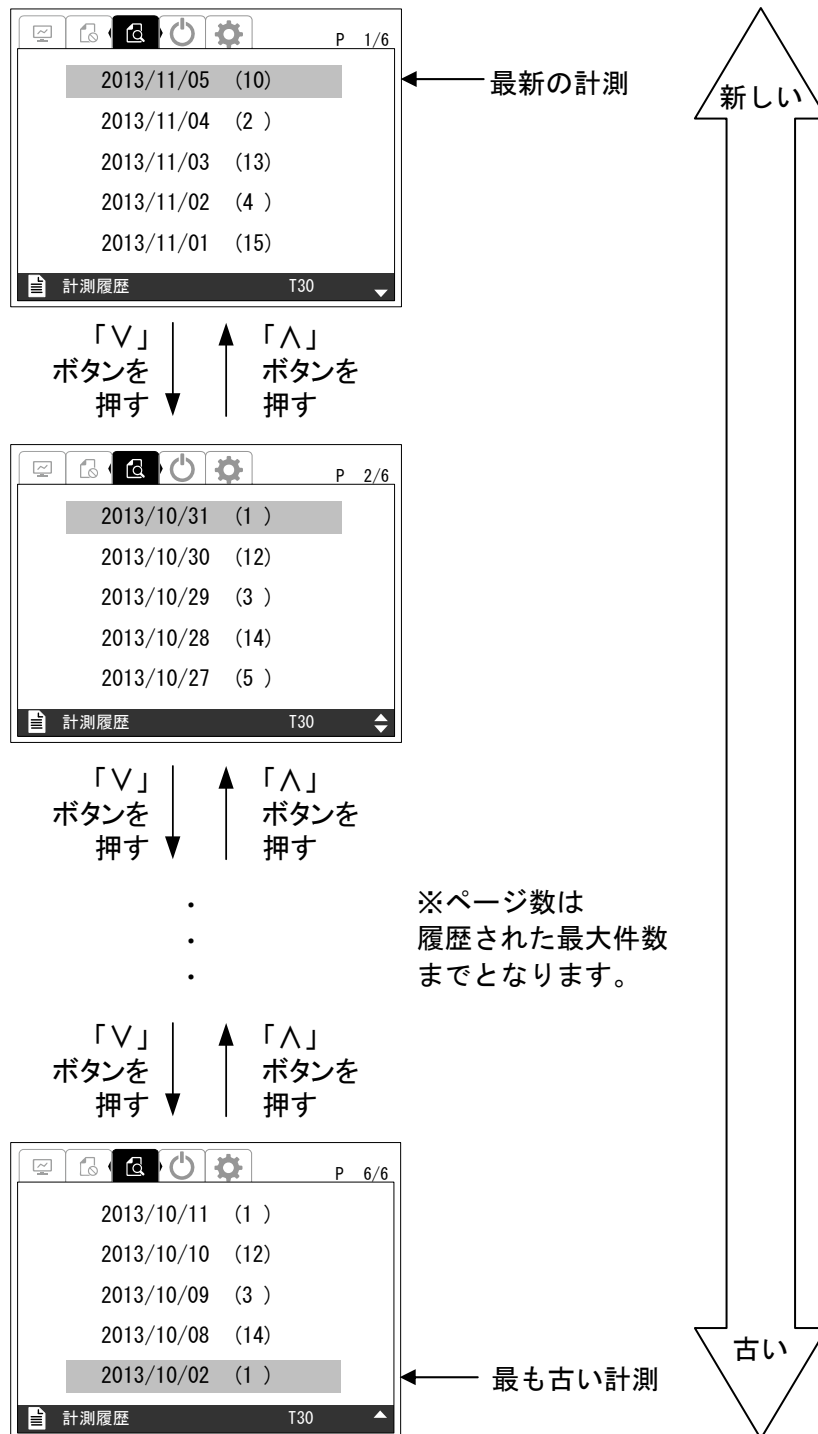 P 1/6
2013/11/05 (10)
最新の計測
新しい
2013/11/04 (2 )
2013/11/03 (13)
2013/11/02 (4 )
2013/11/01 (15)
計測履歴 T30
「∨」
ボタンを
押す
「∧」
ボタンを
押す
P 2/6
2013/10/31 (1 )
2013/10/30 (12)
2013/10/29 (3 )
2013/10/28 (14)
2013/10/27 (5 )
計測履歴 T30
「∨」
ボタンを
押す
「∧」
ボタンを
押す
・
・
・
※ページ数は
履歴された最大件数
までとなります。
「∨」
ボタンを
押す
「∧」
ボタンを
押す
P 6/6
2013/10/11 (1 )
2013/10/10 (12)
2013/10/09 (3 )
2013/10/08 (14)
2013/10/02 (1 )
最も古い計測
古い
計測履歴 T30